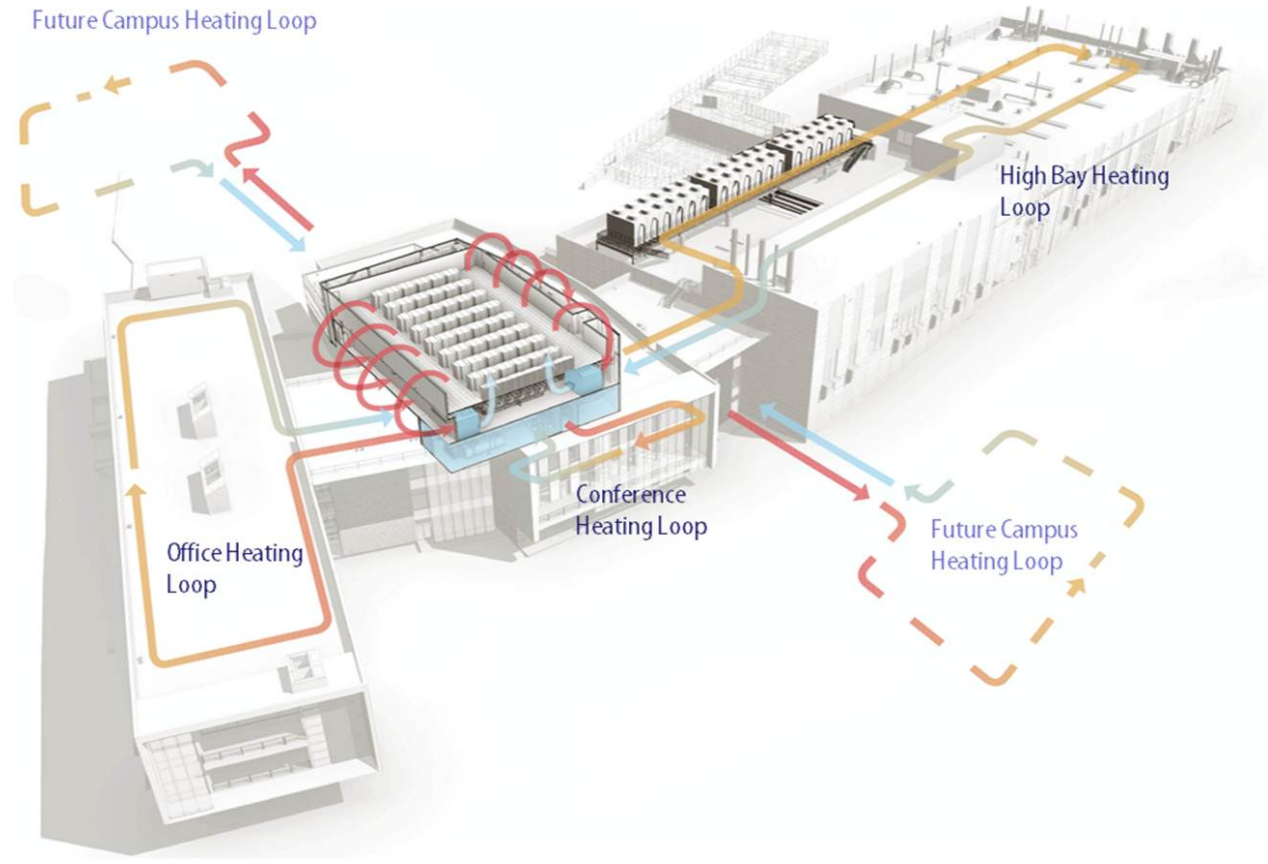 Future Campus Heating Loop
High Bay Heating
Loop
Conference
Heating Loop
Future Campus
Heating Loop
Office Heating
Loop